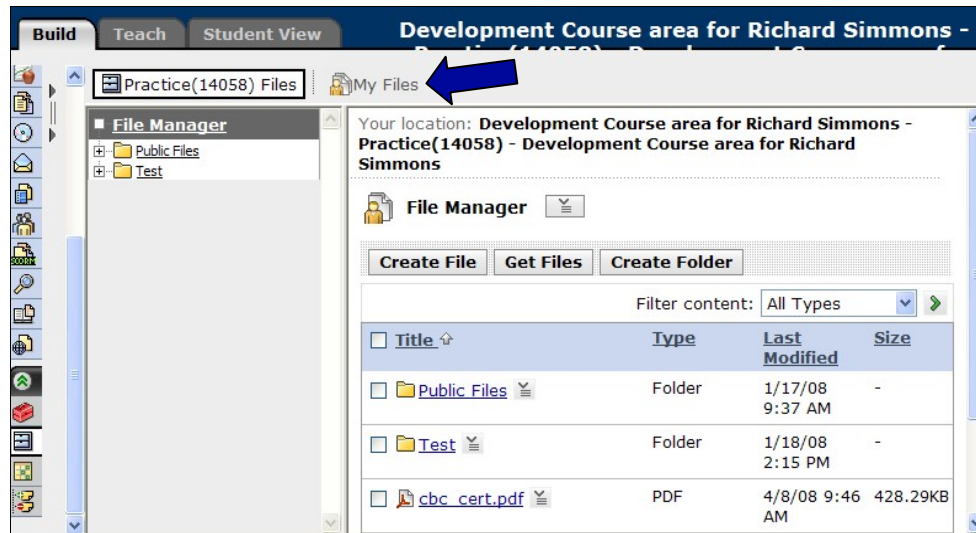 Build
Teach
Student View
Development Course area for Richard Simmons -
Practice(14058) Files
My Files
File Manager
Public Files
Test
Your location: Development Course area for Richard Simmons -
Practice(14058) - Development Course area for Richard
Simmons
File Manager
Create File
Get Files
Create Folder
Filter content: All Types
Title
Type
Last
Modified
Size
Public Files
Folder
1/17/08
9:37 AM
-
Test
Folder
1/18/08
2:15 PM
-
cbc_cert.pdf
PDF
4/8/08 9:46
AM
428.29KB